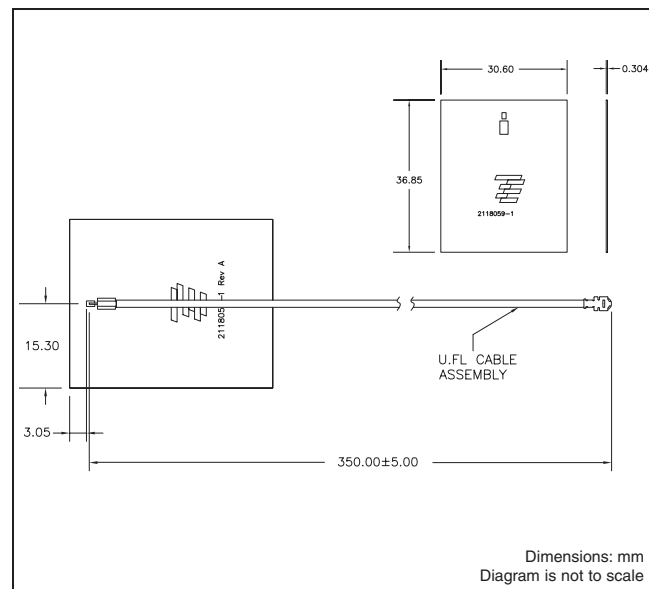 30.60
0.304
36.85
2118059-1
2118059-1 Rev A
15.30
U.FL CABLE
ASSEMBLY
3.05
350.00±5.00
Dimensions: mm
Diagram is not to scale